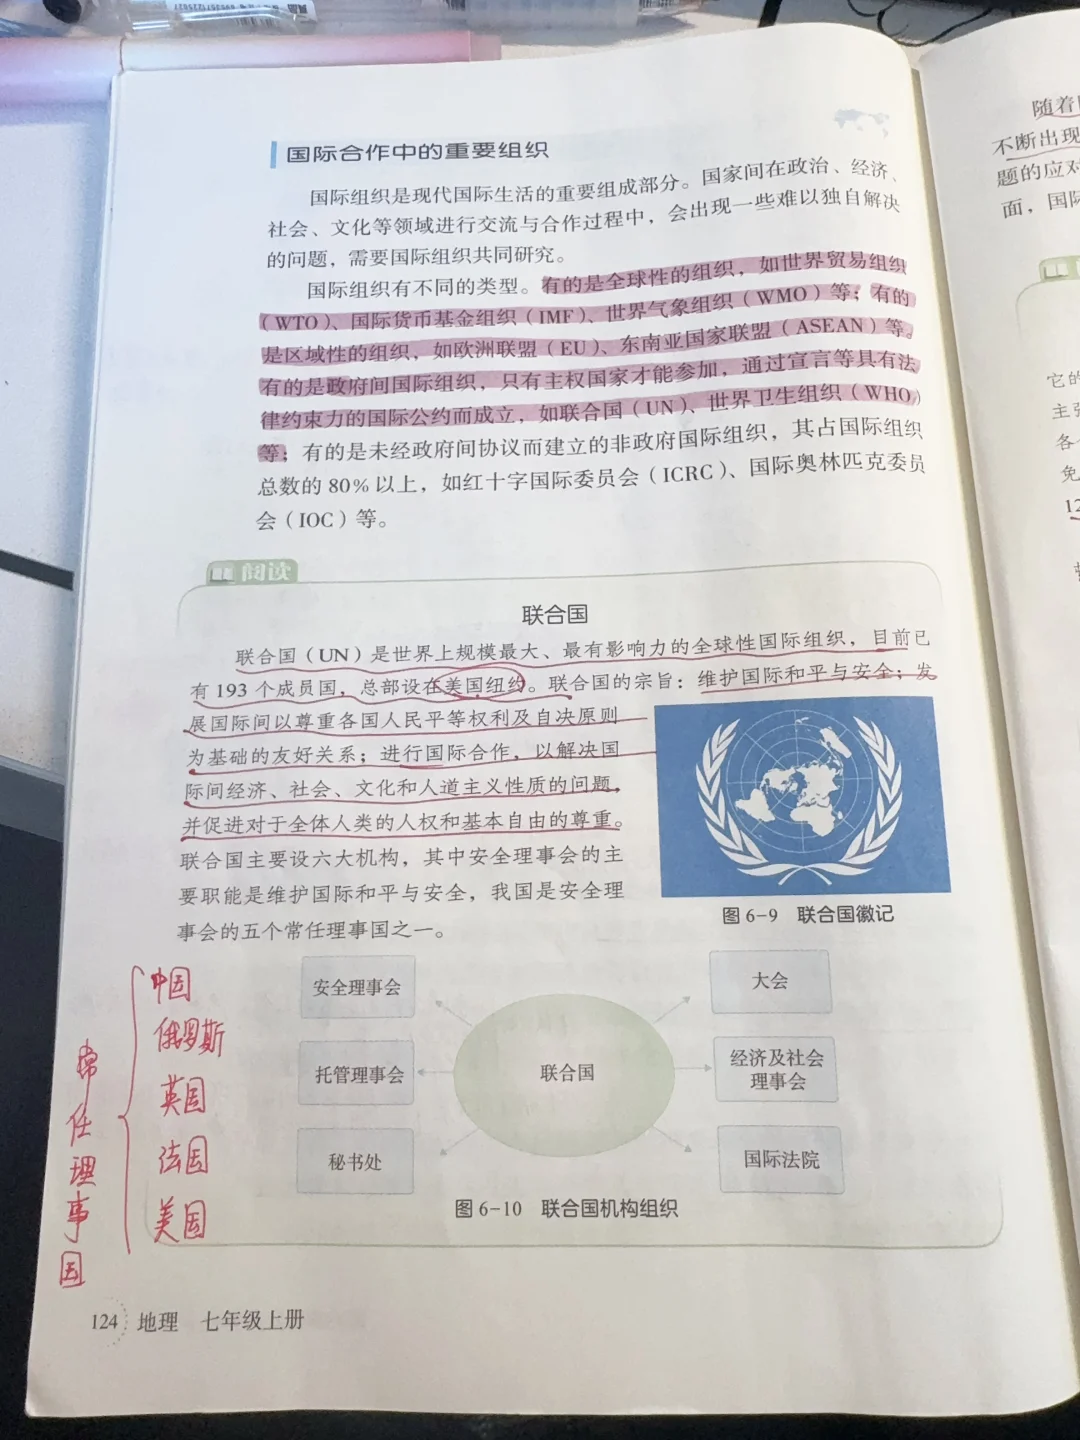 国际合作中的重要组织
国际组织是现代国际生活的重要组成部分。国家间在政治、经济、
社会、文化等领域进行交流与合作过程中，会出现一些难以独自解决
的问题，需要国际组织共同研究。
国际组织有不同的类型。有的是全球性的组织，如世界贸易组织
（WTO）、国际货币基金组织（IMF）、世界气象组织（WMO）等；有的
是区域性的组织，如欧洲联盟（EU）、东南亚国家联盟（ASEAN）等。
有的是政府间国际组织，只有主权国家才能参加，通过宣言等具有法
律约束力的国际公约而成立，如联合国（UN）、世界卫生组织（WHO）
等；有的是未经政府间协议而建立的非政府国际组织，其占国际组织
总数的 80% 以上，如红十字国际委员会（ICRC）、国际奥林匹克委员
会（IOC）等。
阅读
联合国
联合国（UN）是世界上规模最大、最有影响力的全球性国际组织，目前已
有 193 个成员国，总部设在美国纽约。联合国的宗旨：维护国际和平与安全；发
展国际间以尊重各国人民平等权利及自决原则
为基础的友好关系；进行国际合作，以解决国
际间经济、社会、文化和人道主义性质的问题，
并促进对于全体人类的人权和基本自由的尊重。
联合国主要设六大机构，其中安全理事会的主
要职能是维护国际和平与安全，我国是安全理
事会的五个常任理事国之一。
图 6-9 联合国徽记
常任理事国
中国
俄罗斯
英国
法国
美国
安全理事会
托管理事会
秘书处
联合国
大会
经济及社会
理事会
国际法院
图 6-10 联合国机构组织
124 地理 七年级上册
随着
不断出现
题的应对
面，国际
它的
主张
各
免
12